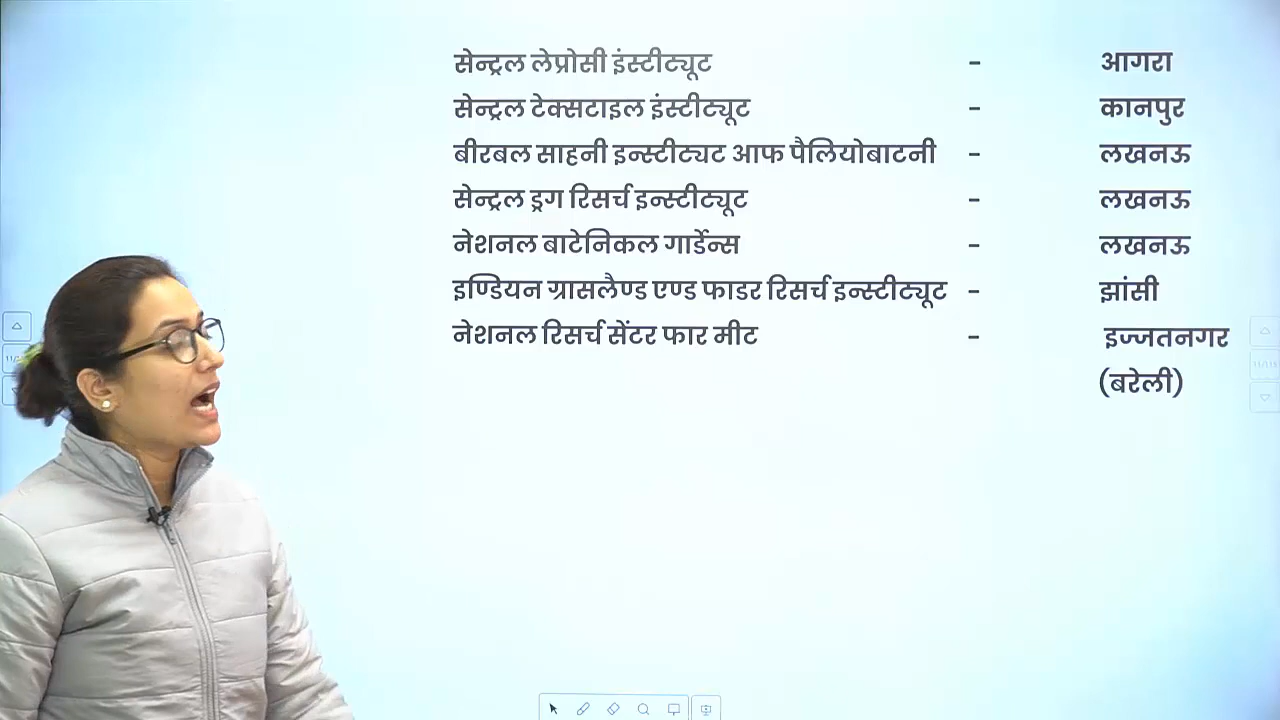 सेन्ट्रल लेप्रोसी इंस्टीट्यूट - आगरा
सेन्ट्रल टेक्सटाइल इंस्टीट्यूट - कानपुर
बीरबल साहनी इन्स्टीट्यट आफ पैलियोबाटनी - लखनऊ
सेन्ट्रल ड्रग रिसर्च इन्स्टीट्यूट - लखनऊ
नेशनल बाटेनिकल गार्डेन्स - लखनऊ
इण्डियन ग्रासलैण्ड एण्ड फाडर रिसर्च इन्स्टीट्यूट - झांसी
नेशनल रिसर्च सेंटर फार मीट - इज्जतनगर
(बरेली)